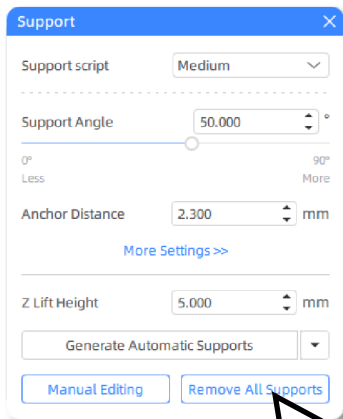 Support
Support script Medium
Support Angle 50.000 °
0° 90°
Less More
Anchor Distance 2.300 mm
More Settings >>
Z Lift Height 5.000 mm
Generate Automatic Supports
Manual Editing Remove All Supports